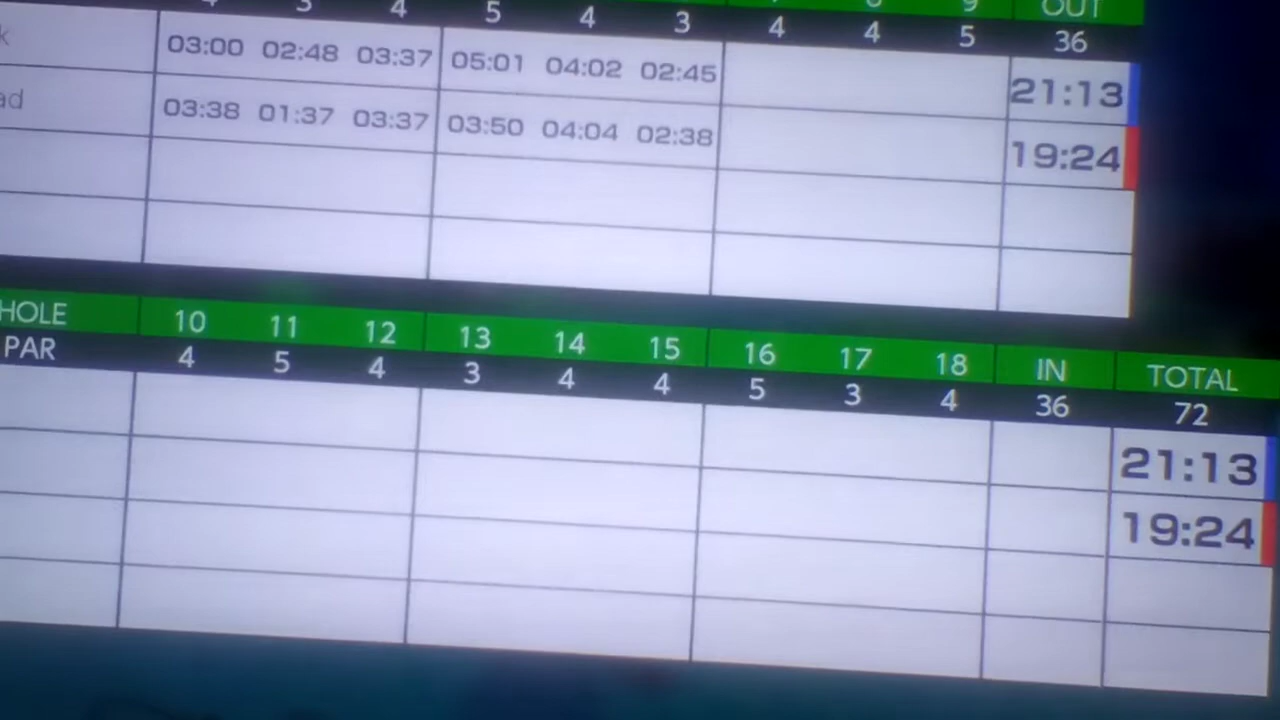 9 OUT
4 3 4 5 4 3 4 4 5 36
k 03:00 02:48 03:37 05:01 04:02 02:45 21:13
ad 03:38 01:37 03:37 03:50 04:04 02:38 19:24
HOLE 10 11 12 13 14 15 16 17 18 IN TOTAL
PAR 4 5 4 3 4 4 5 3 4 36 72
21:13
19:24